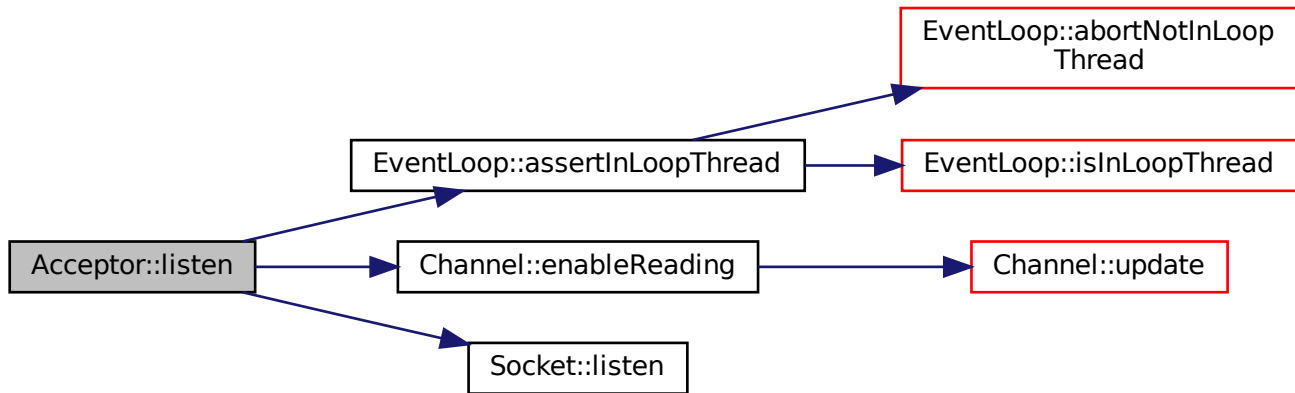 EventLoop::abortNotInLoop
Thread
EventLoop::assertInLoopThread
EventLoop::isInLoopThread
Acceptor::listen
Channel::enableReading
Channel::update
Socket::listen